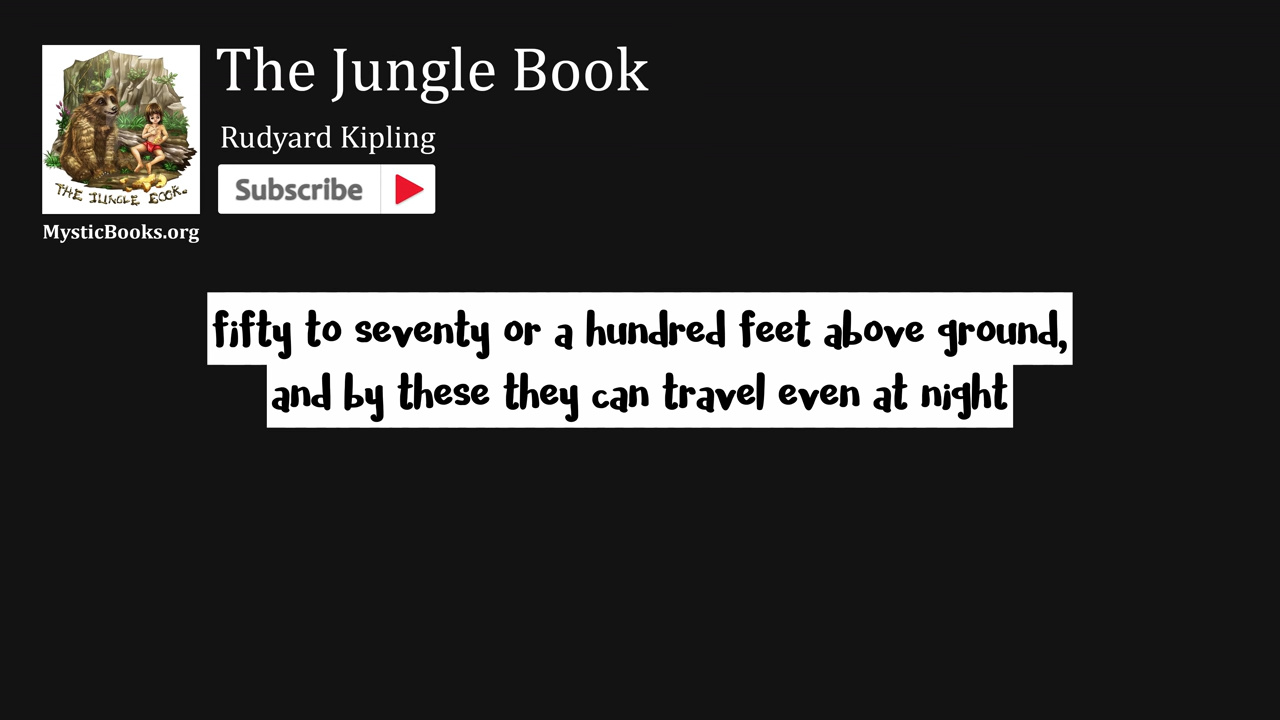 The Jungle Book
Rudyard Kipling
Subscribe
THE JUNGLE BOOK.
MysticBooks.org
fifty to seventy or a hundred feet above ground,
and by these they can travel even at night